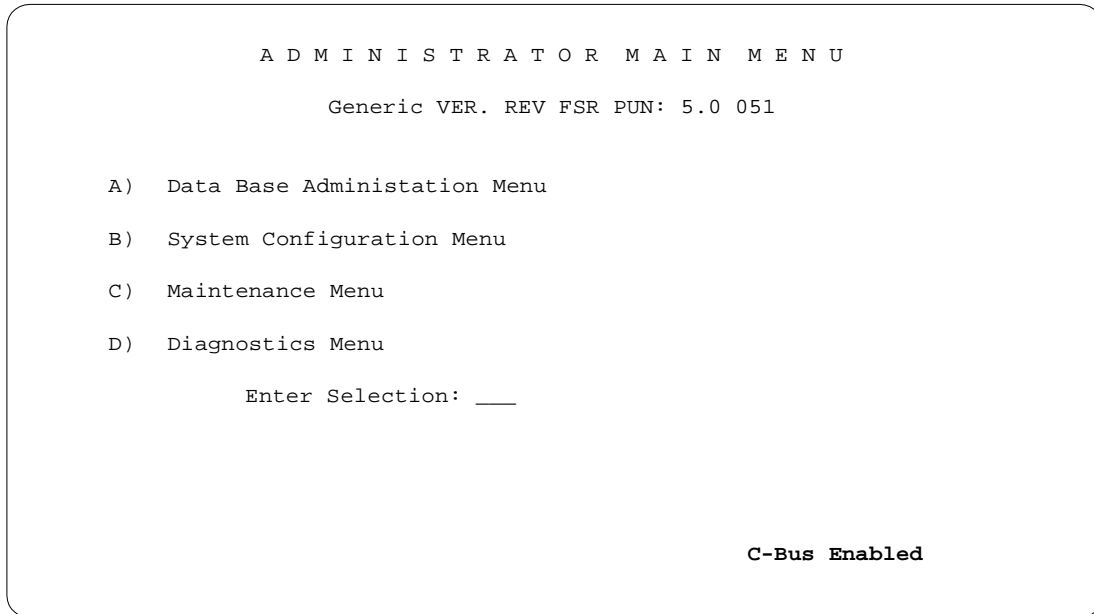 A D M I N I S T R A T O R   M A I N   M E N U
Generic VER. REV FSR PUN: 5.0 051
A)   Data Base Administation Menu
B)   System Configuration Menu
C)   Maintenance Menu
D)   Diagnostics Menu
Enter Selection: ___
C-Bus Enabled